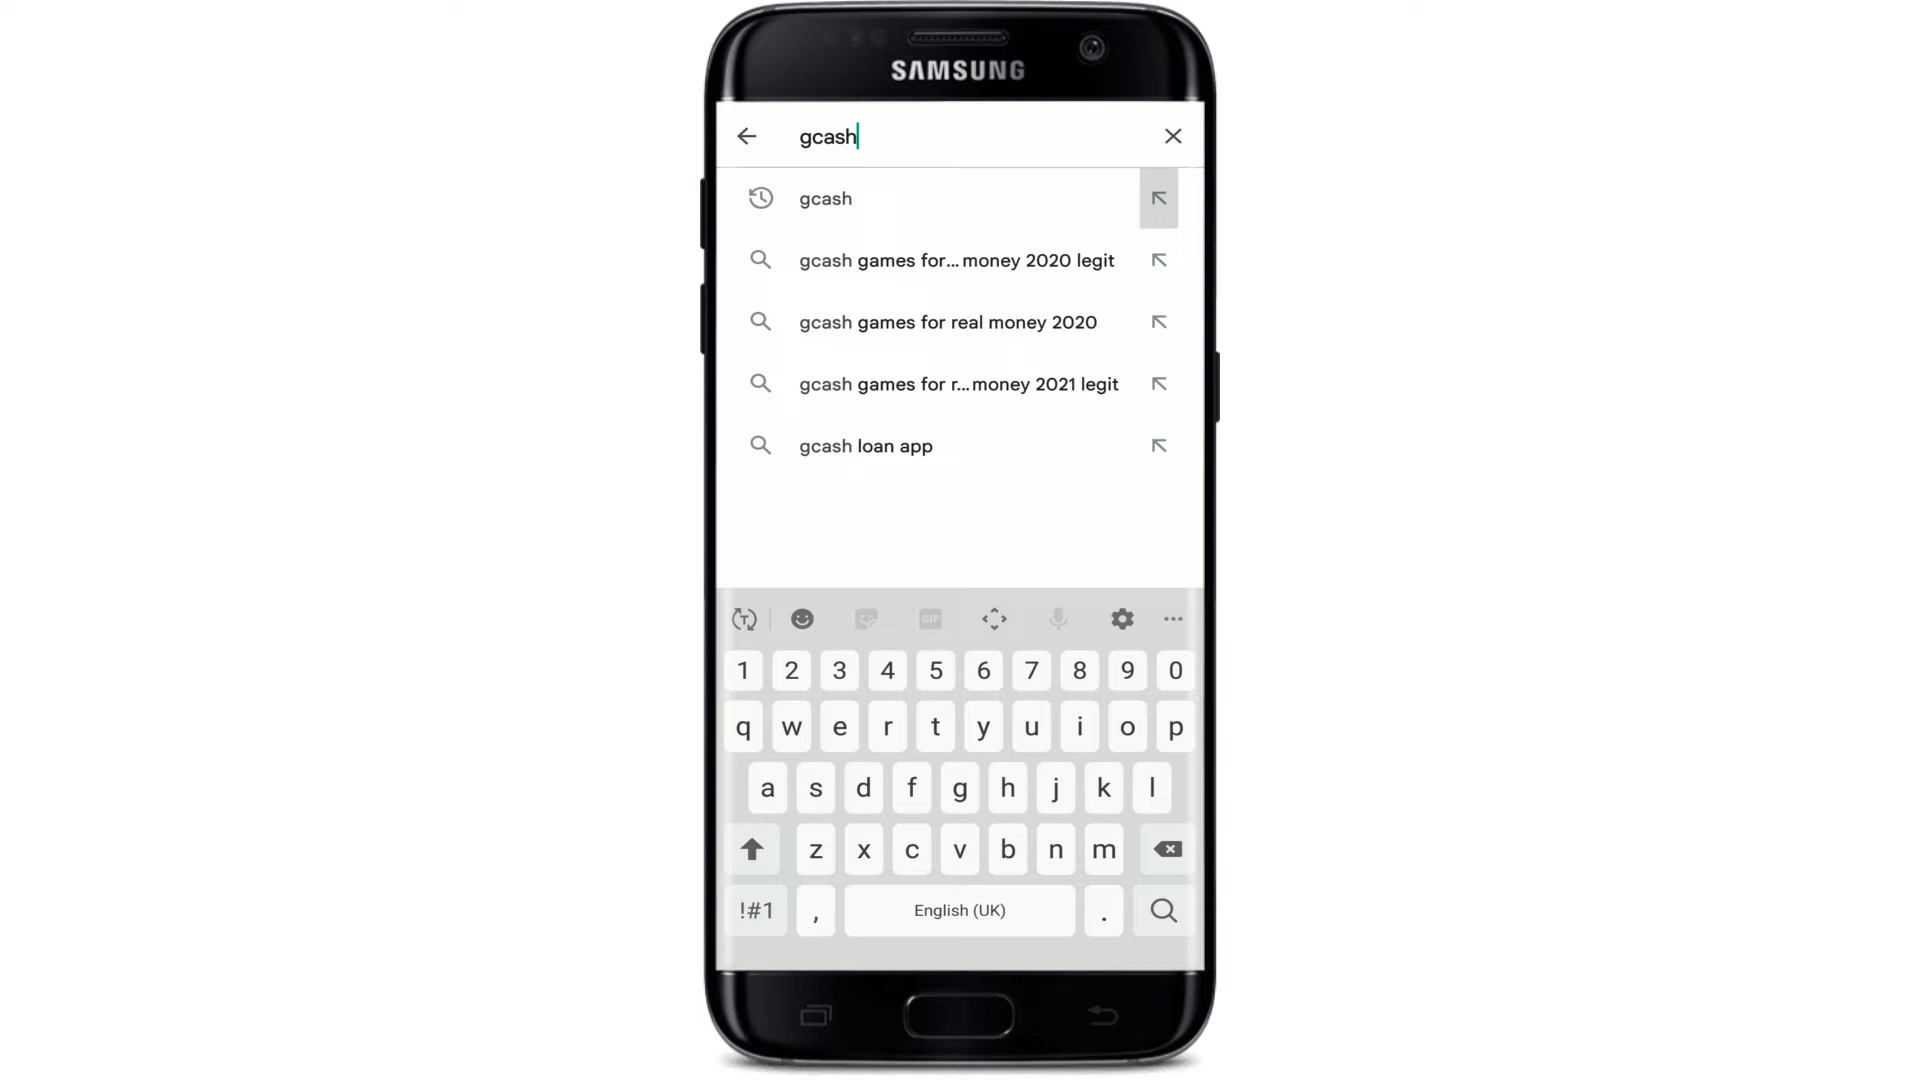 SAMSUNG
gcash
gcash
gcash games for... money 2020 legit
gcash games for real money 2020
gcash games for r... money 2021 legit
gcash loan app
T
GIF
1 2 3 4 5 6 7 8 9 0
q w e r t y u i o p
a s d f g h j k l
z x c v b n m
!#1 , English (UK) .